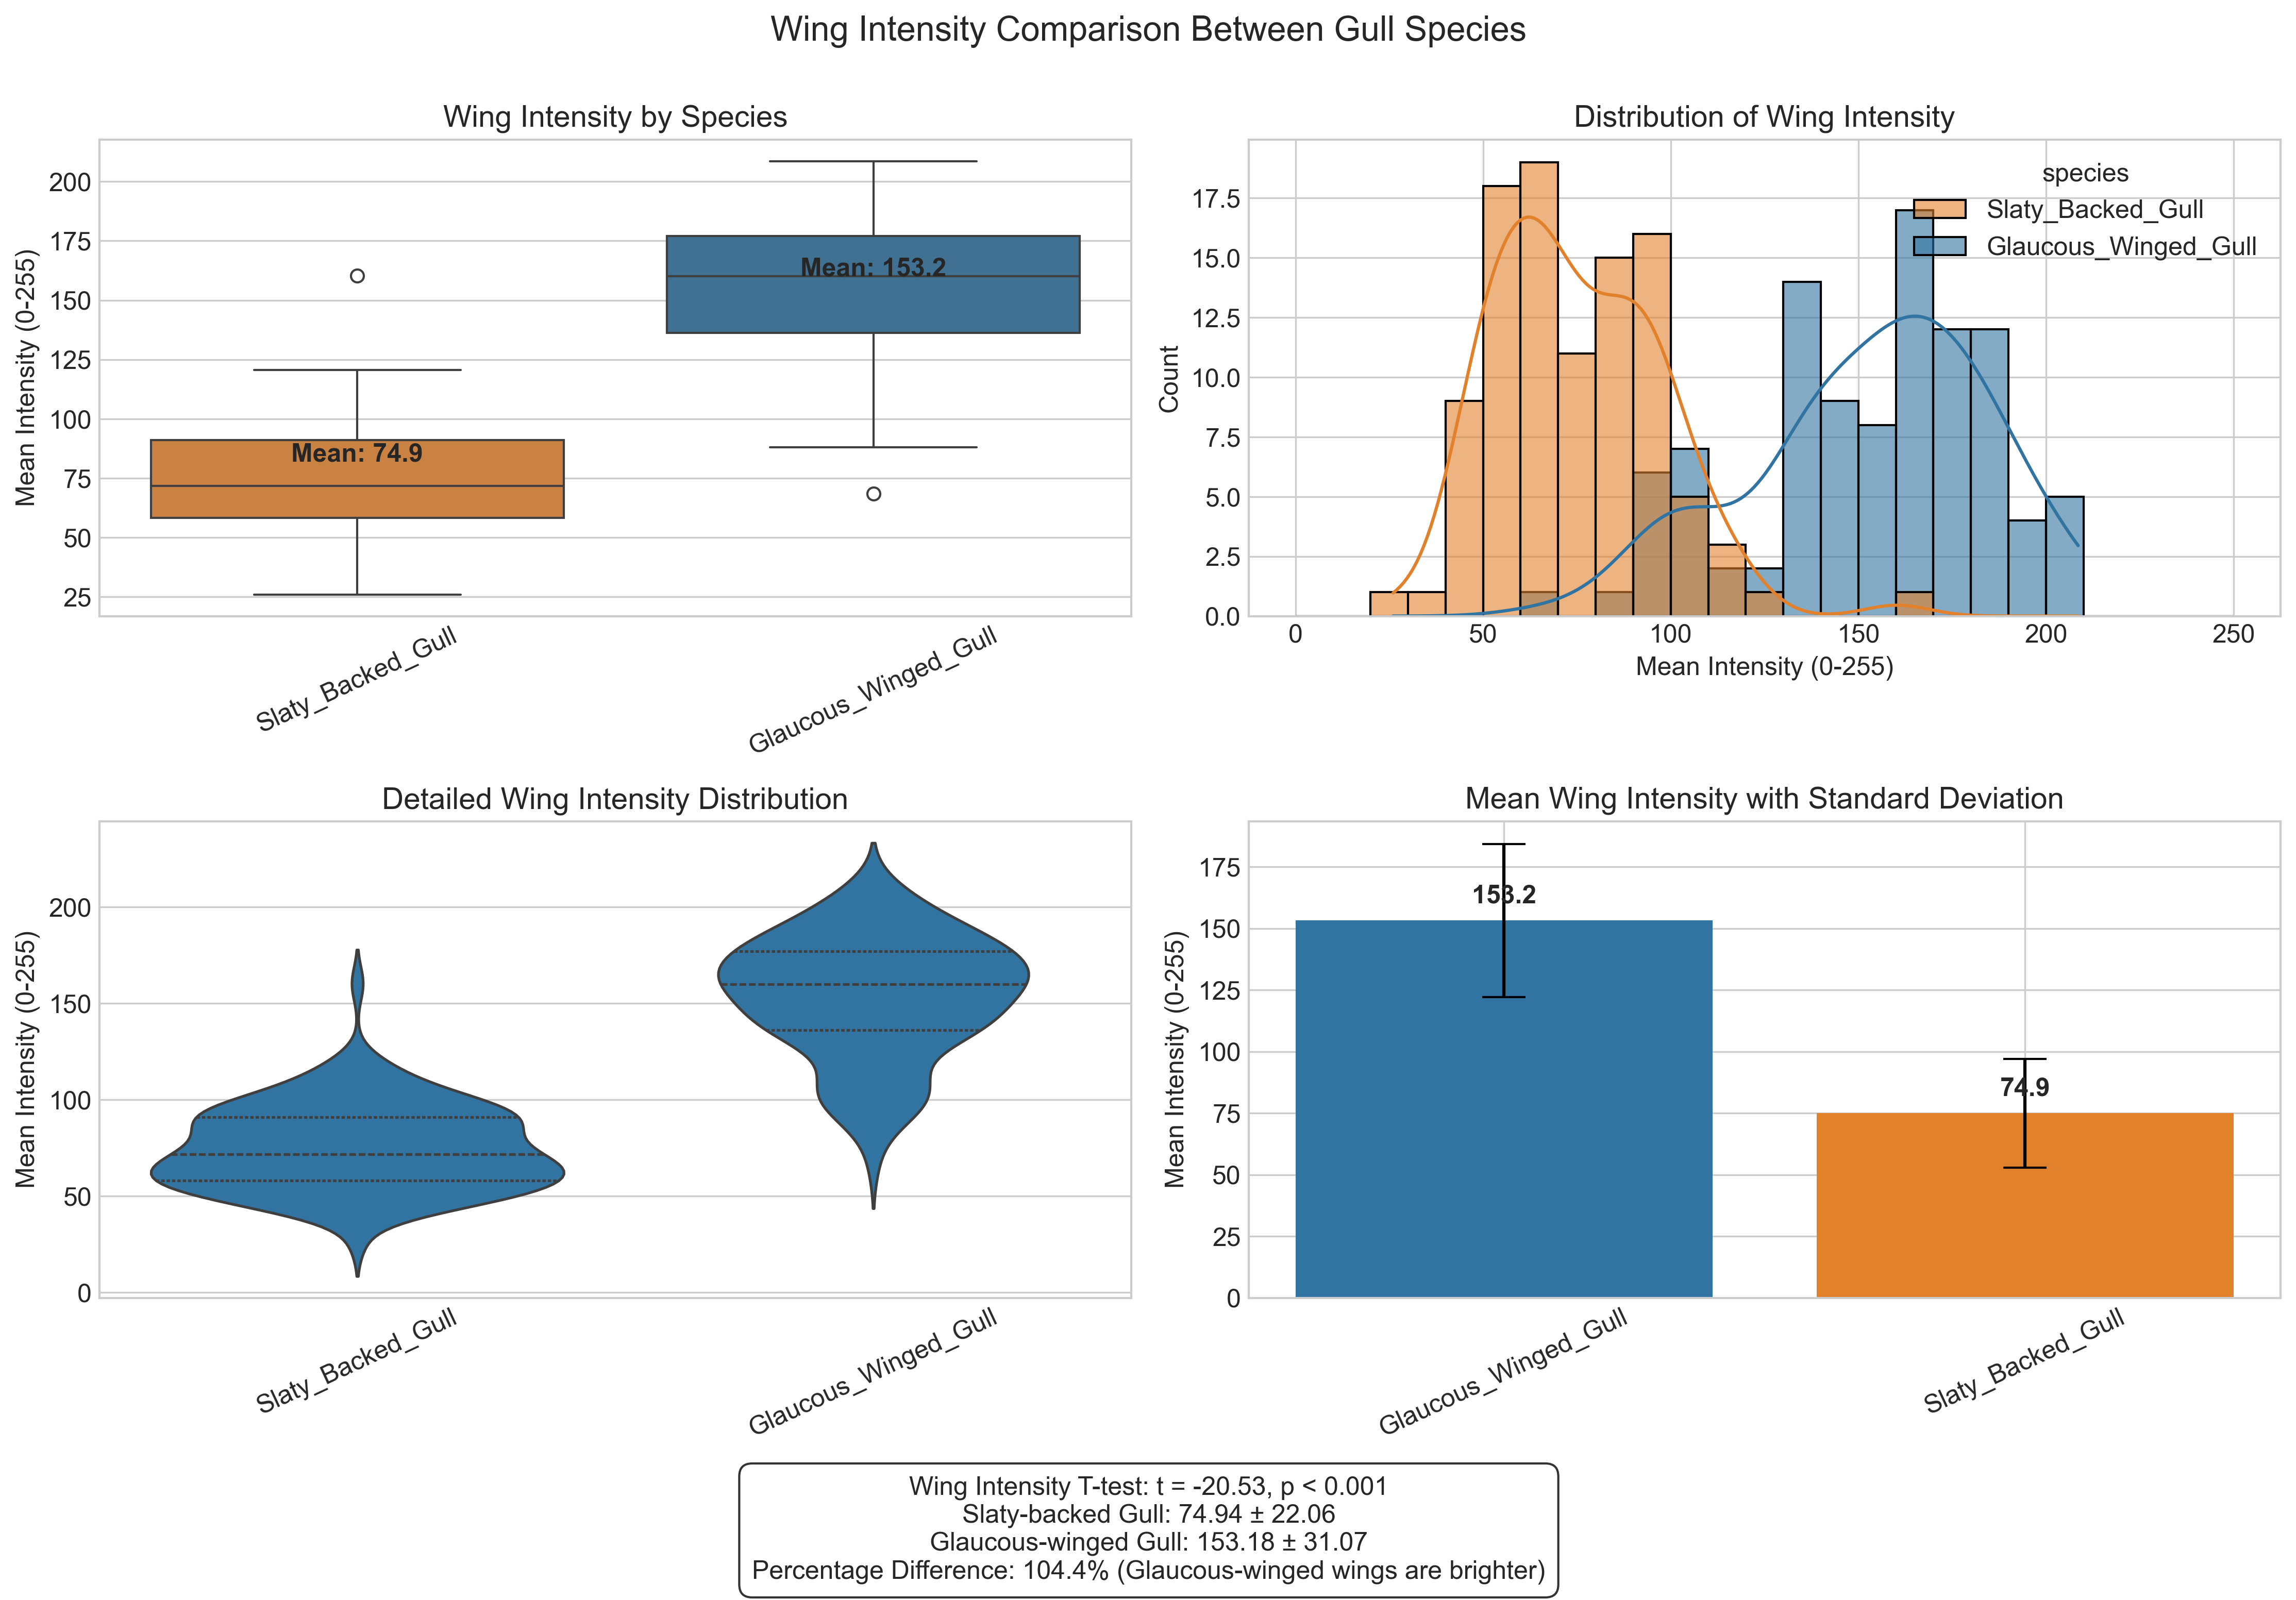 Wing Intensity Comparison Between Gull Species
Wing Intensity by Species
Mean Intensity (0-255)
200
175
150
125
100
75
50
25
Mean: 74.9
Mean: 153.2
Slaty_Backed_Gull
Glaucous_Winged_Gull
Distribution of Wing Intensity
Count
17.5
15.0
12.5
10.0
7.5
5.0
2.5
0.0
species
Slaty_Backed_Gull
Glaucous_Winged_Gull
0
50
100
150
200
250
Mean Intensity (0-255)
Detailed Wing Intensity Distribution
Mean Intensity (0-255)
200
150
100
50
0
Slaty_Backed_Gull
Glaucous_Winged_Gull
Mean Wing Intensity with Standard Deviation
Mean Intensity (0-255)
175
150
125
100
75
50
25
0
153.2
74.9
Glaucous_Winged_Gull
Slaty_Backed_Gull
Wing Intensity T-test: t = -20.53, p < 0.001
Slaty-backed Gull: 74.94 ± 22.06
Glaucous-winged Gull: 153.18 ± 31.07
Percentage Difference: 104.4% (Glaucous-winged wings are brighter)